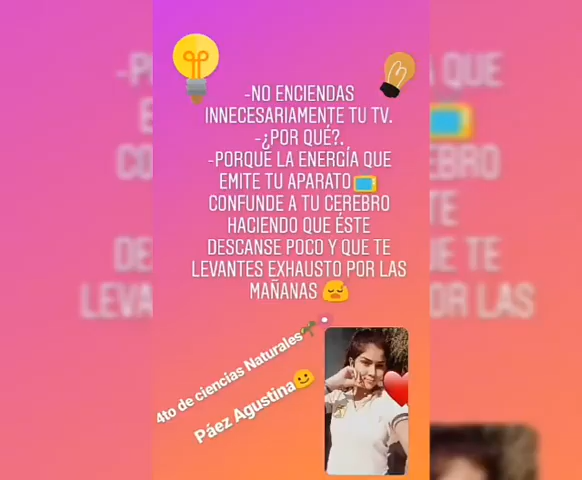 -NO ENCIENDAS
INNECESARIAMENTE TU TV.
-¿POR QUÉ?.
-PORQUE LA ENERGÍA QUE
EMITE TU APARATO
CONFUNDE A TU CEREBRO
HACIENDO QUE ÉSTE
DESCANSE POCO Y QUE TE
LEVANTES EXHAUSTO POR LAS
MAÑANAS
4to de ciencias Naturales
Páez Agustina